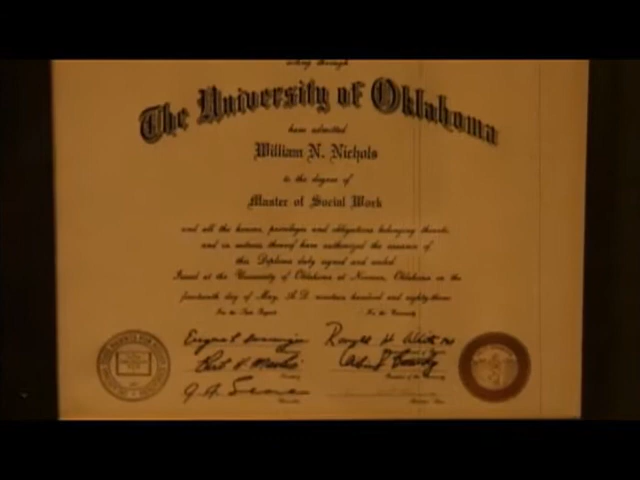 acting through
The University of Oklahoma
have admitted
William N. Nichols
to the degree of
Master of Social Work
and all the honors, privileges and obligations belonging thereto,
and in witness thereof have authorized the issuance of
this Diploma duly signed and sealed.
Issued at the University of Oklahoma at Norman, Oklahoma on the
fourteenth day of May, A.D. nineteen hundred and eighty-three
For the State Regents
For the University